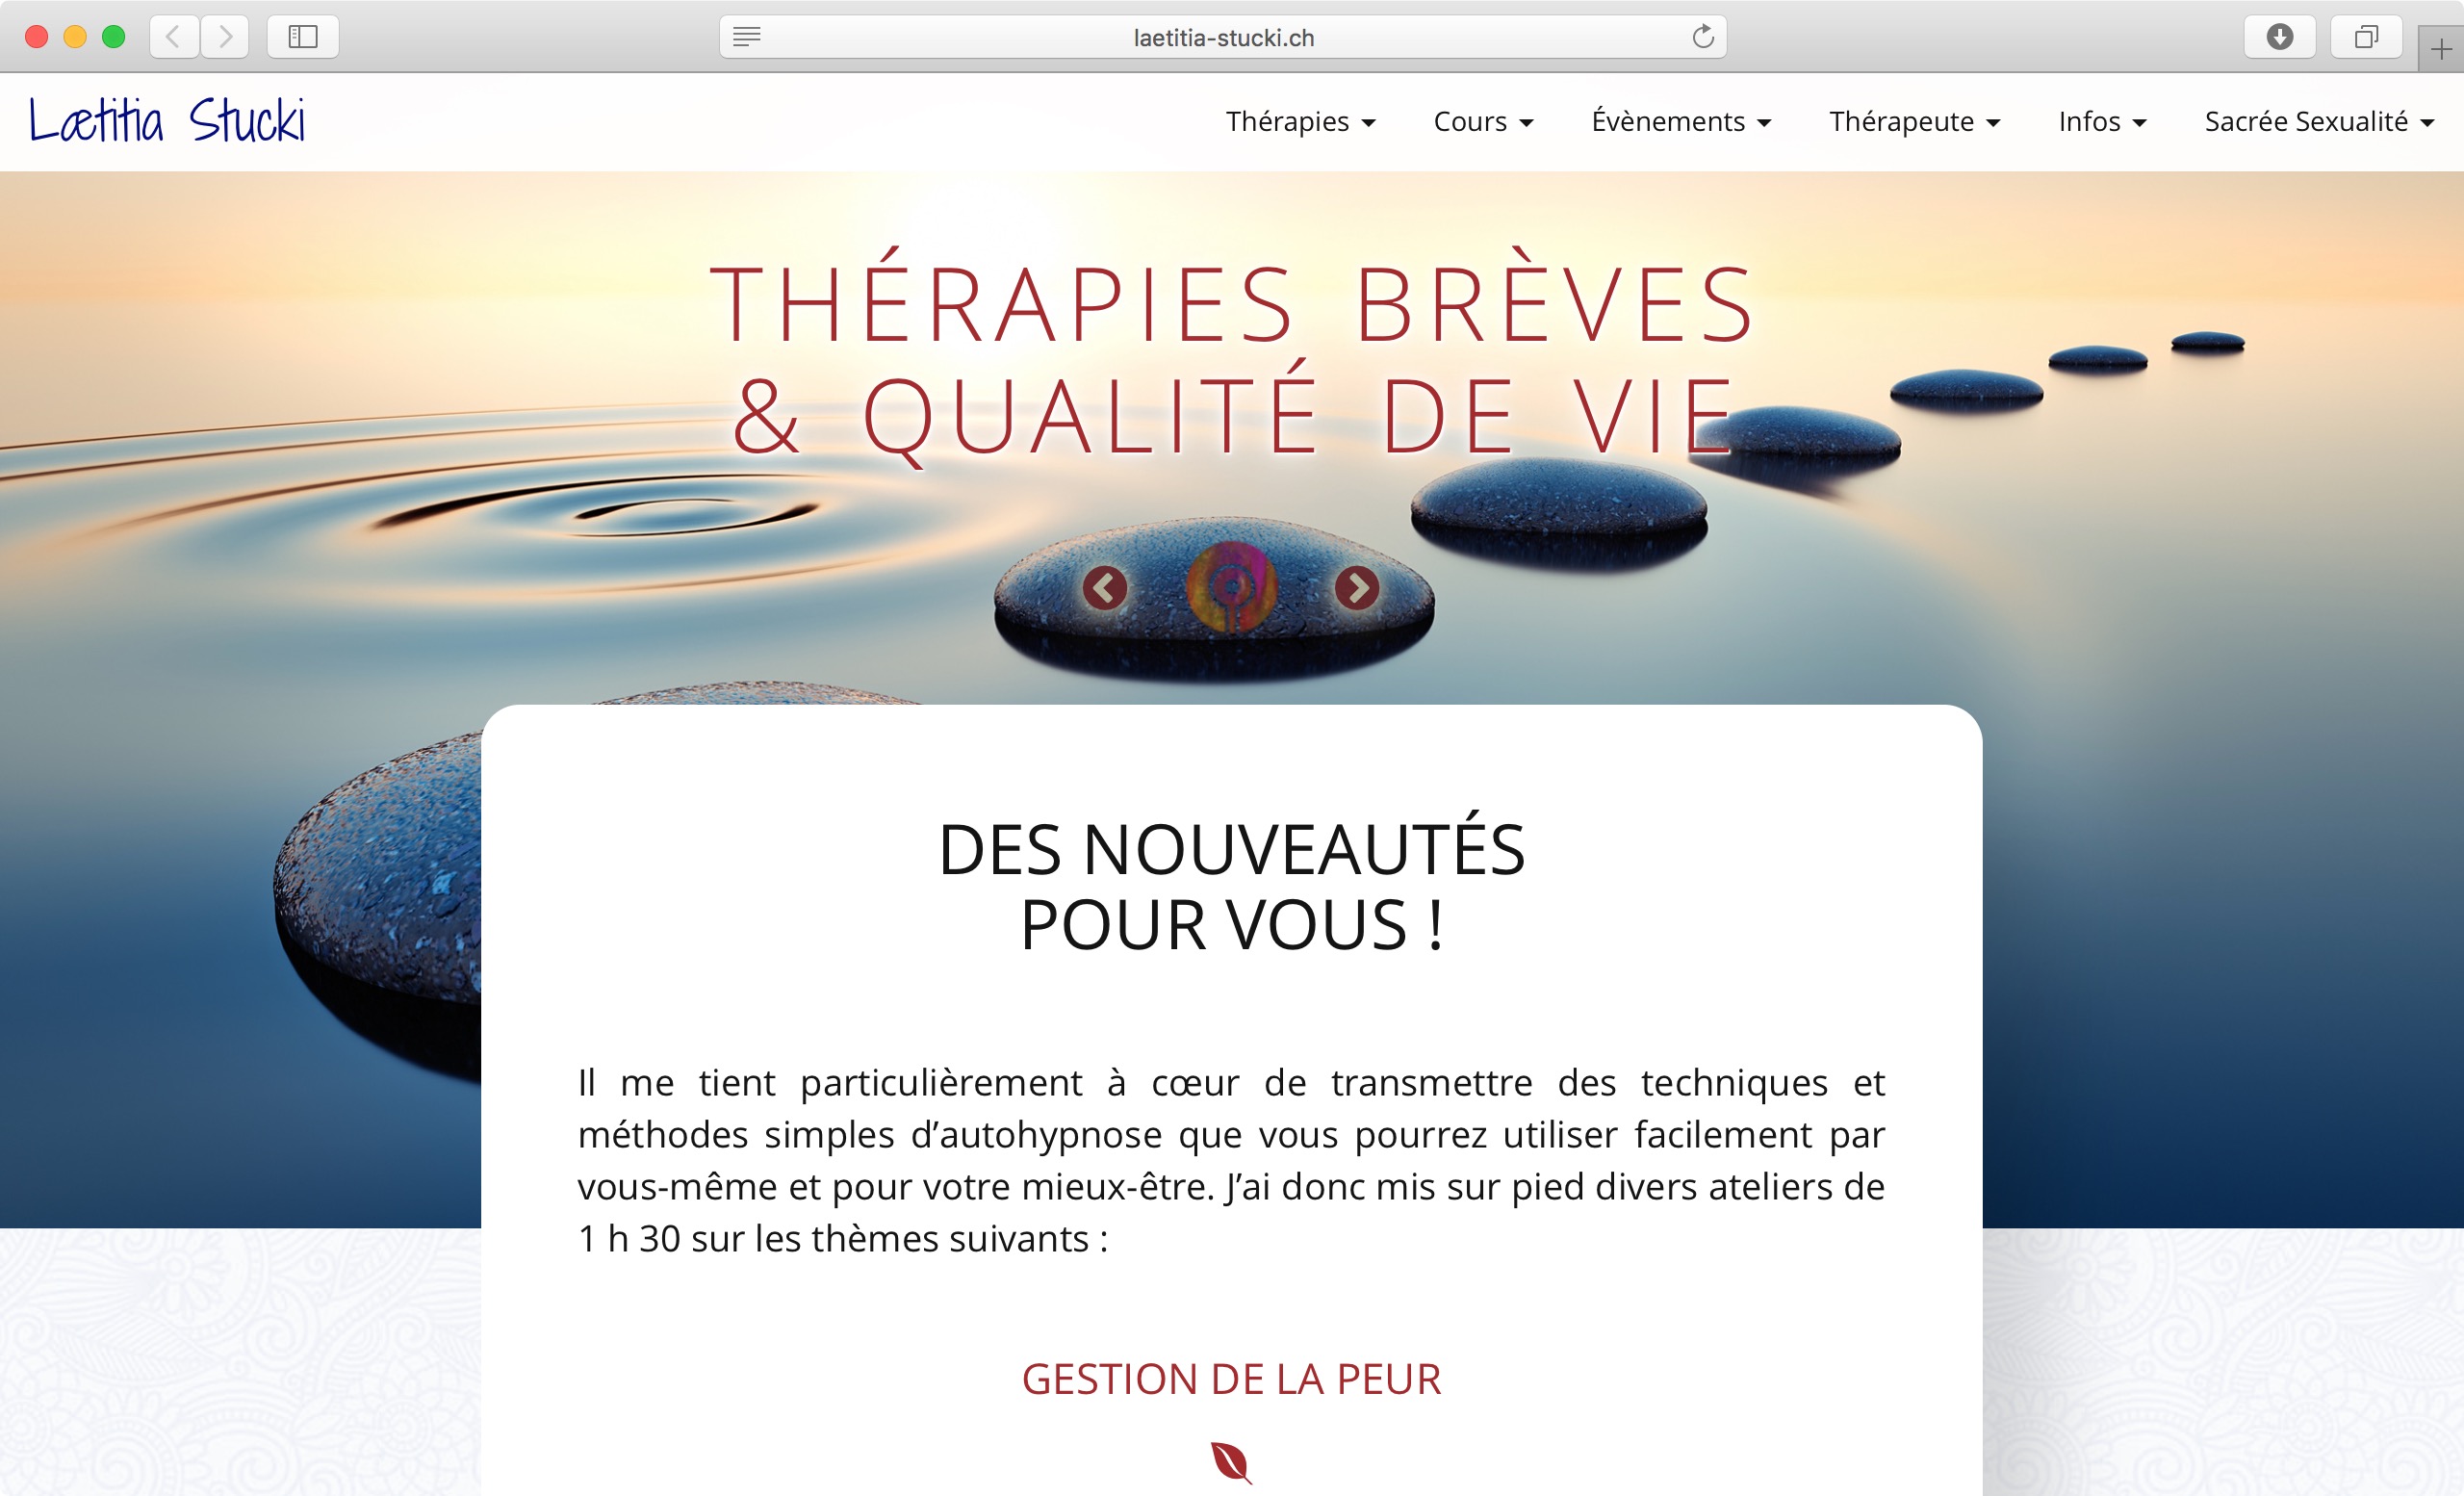 laetitia-stucki.ch
Lætitia Stucki
Thérapies
Cours
Évènements
Thérapeute
Infos
Sacrée Sexualité
THÉRAPIES BRÈVES
& QUALITÉ DE VIE
DES NOUVEAUTÉS
POUR VOUS !
Il me tient particulièrement à cœur de transmettre des techniques et
méthodes simples d’autohypnose que vous pourrez utiliser facilement par
vous-même et pour votre mieux-être. J’ai donc mis sur pied divers ateliers de
1 h 30 sur les thèmes suivants :
GESTION DE LA PEUR